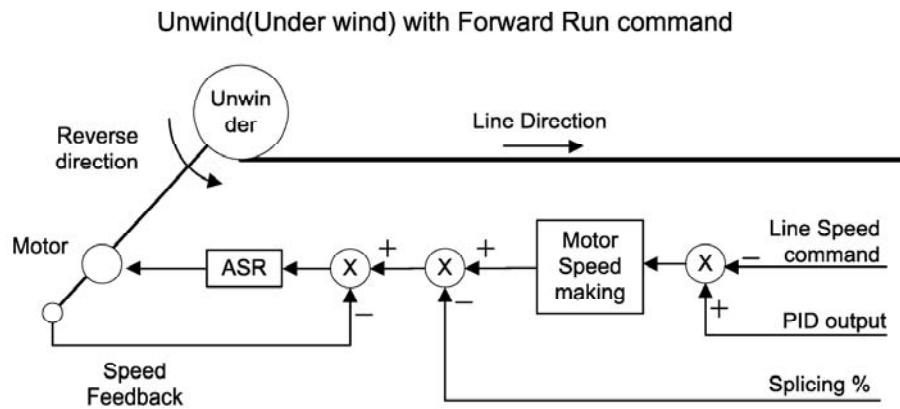 Unwind(Under wind) with Forward Run command
Unwin
der
Reverse
direction
Line Direction
Motor
ASR
X
+
X
+
Motor
Speed
making
X
−
Line Speed
command
−
−
+
PID output
Speed
Feedback
Splicing %